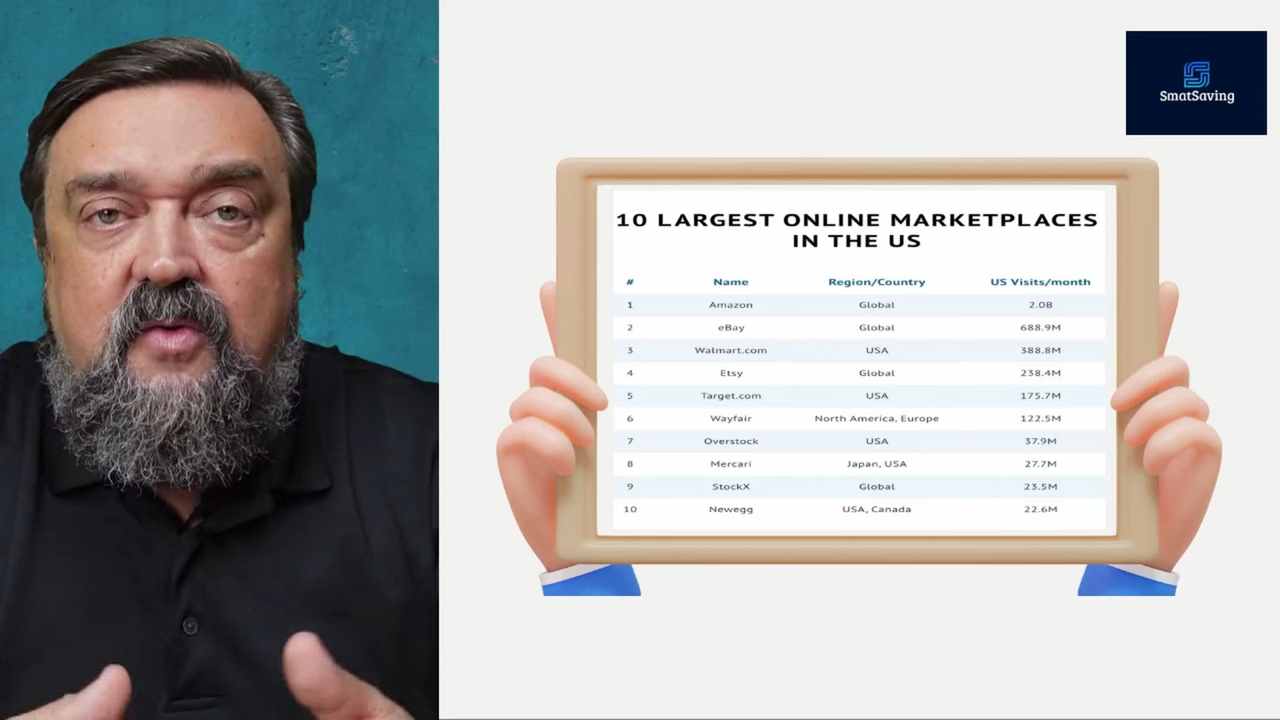 SmatSaving
10 LARGEST ONLINE MARKETPLACES
IN THE US
# Name Region/Country US Visits/month
1 Amazon Global 2.0B
2 eBay Global 688.9M
3 Walmart.com USA 388.8M
4 Etsy Global 238.4M
5 Target.com USA 175.7M
6 Wayfair North America, Europe 122.5M
7 Overstock USA 37.9M
8 Mercari Japan, USA 27.7M
9 StockX Global 23.5M
10 Newegg USA, Canada 22.6M